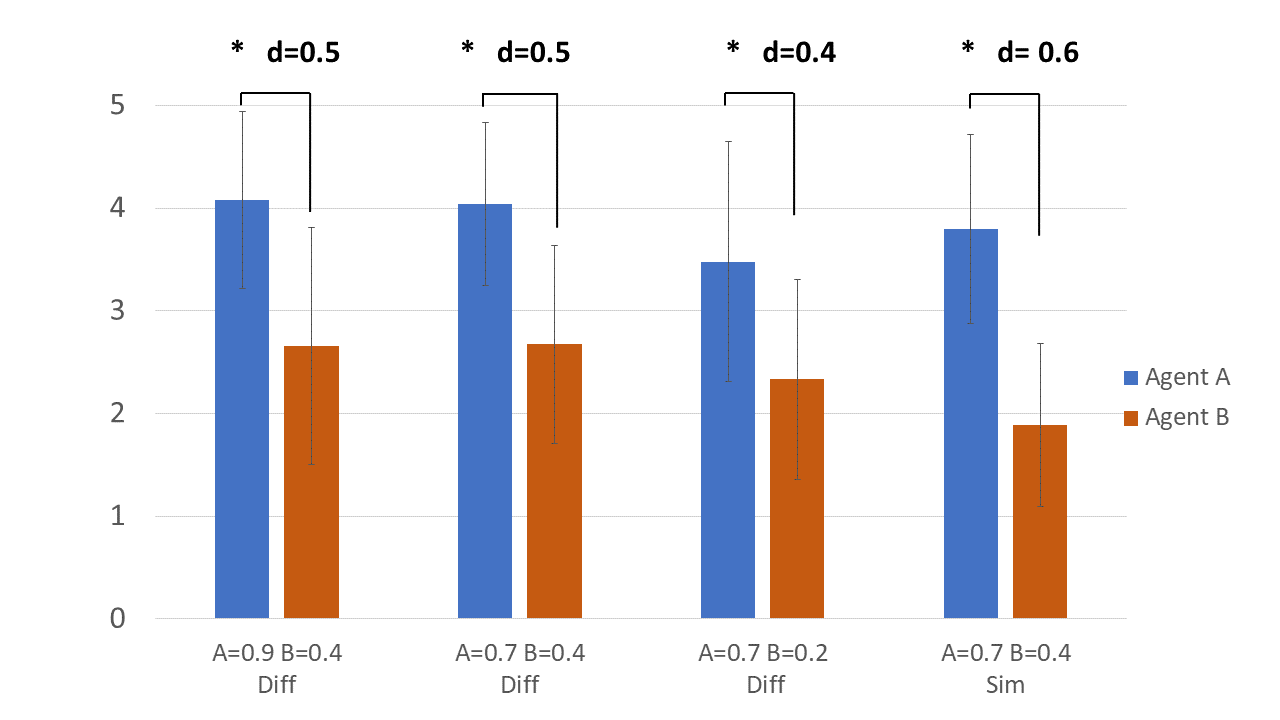 * d=0.5
* d=0.5
* d=0.4
* d= 0.6
5
4
3
2
1
0
Agent A
Agent B
A=0.9 B=0.4
Diff
A=0.7 B=0.4
Diff
A=0.7 B=0.2
Diff
A=0.7 B=0.4
Sim